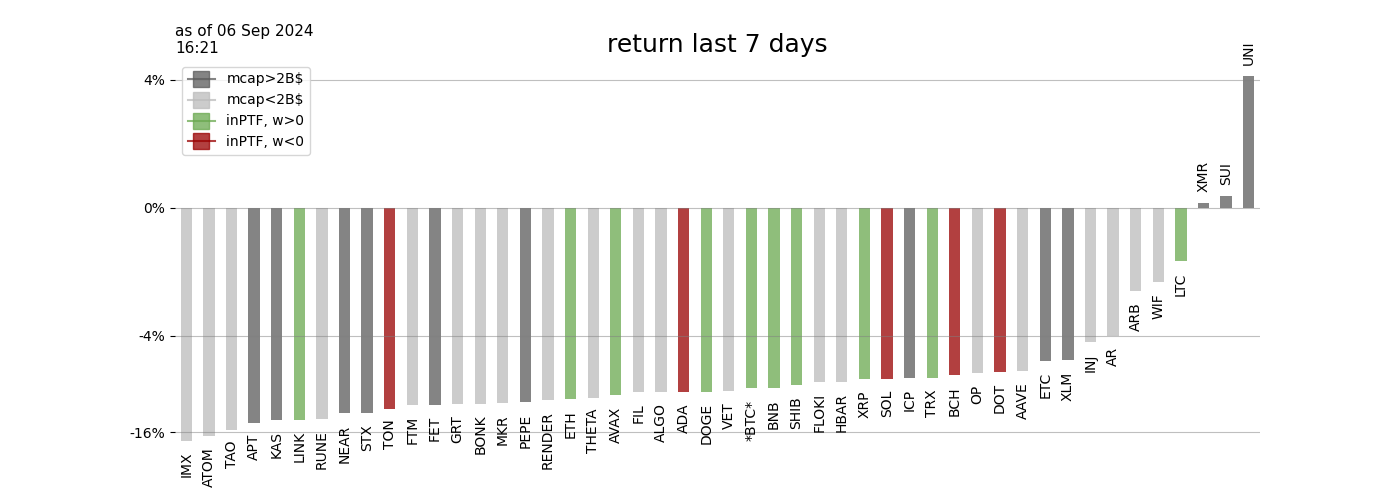 as of 06 Sep 2024
16:21
return last 7 days
mcap>2B$
mcap<2B$
inPTF, w>0
inPTF, w<0
4%
0%
-4%
-16%
IMX
ATOM
TAO
APT
KAS
LINK
RUNE
NEAR
STX
TON
FTM
FET
GRT
BONK
MKR
PEPE
RENDER
ETH
THETA
AVAX
FIL
ALGO
ADA
DOGE
VET
*BTC*
BNB
SHIB
FLOKI
HBAR
XRP
SOL
ICP
TRX
BCH
OP
DOT
AAVE
ETC
XLM
INJ
AR
ARB
WIF
LTC
XMR
SUI
UNI